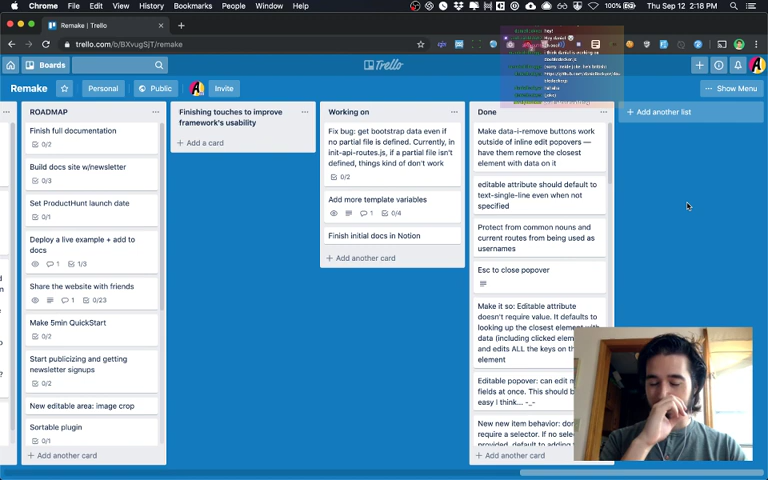 Chrome File Edit View History Bookmarks People Window Help
100%
Thu Sep 12 2:18 PM
Remake | Trello
trello.com/b/BXvugSjT/remake
hey!
Boards
Trello
Remake
Personal
Public
Invite
Show Menu
ROADMAP
Finish full documentation
0/2
Build docs site w/newsletter
0/3
Set ProductHunt launch date
0/1
Deploy a live example + add to
docs
1
1/3
Share the website with friends
1
0/23
Make 5min QuickStart
0/2
Start publicizing and getting
newsletter signups
0/2
New editable area: image crop
Sortable plugin
0/1
+ Add another card
Finishing touches to improve
framework's usability
+ Add a card
Working on
Fix bug: get bootstrap data even if
no partial file is defined. Currently, in
init-api-routes.js, if a partial file isn't
defined, things kind of don't work
0/2
Add more template variables
1
0/4
Finish initial docs in Notion
+ Add another card
Done
Make data-i-remove buttons work
outside of inline edit popovers —
have them remove the closest
element with data on it
editable attribute should default to
text-single-line even when not
specified
Protect from common nouns and
current routes from being used as
usernames
Esc to close popover
Make it so: Editable attribute
doesn't require value. It defaults to
looking up the closest element with
data (including clicked
and edits ALL the keys on
element
Editable popover: can edit
fields at once. This should b
easy I think... -_-
New new item behavior:
require a selector. If no
provided, default to adding
+ Add another card
+ Add another list